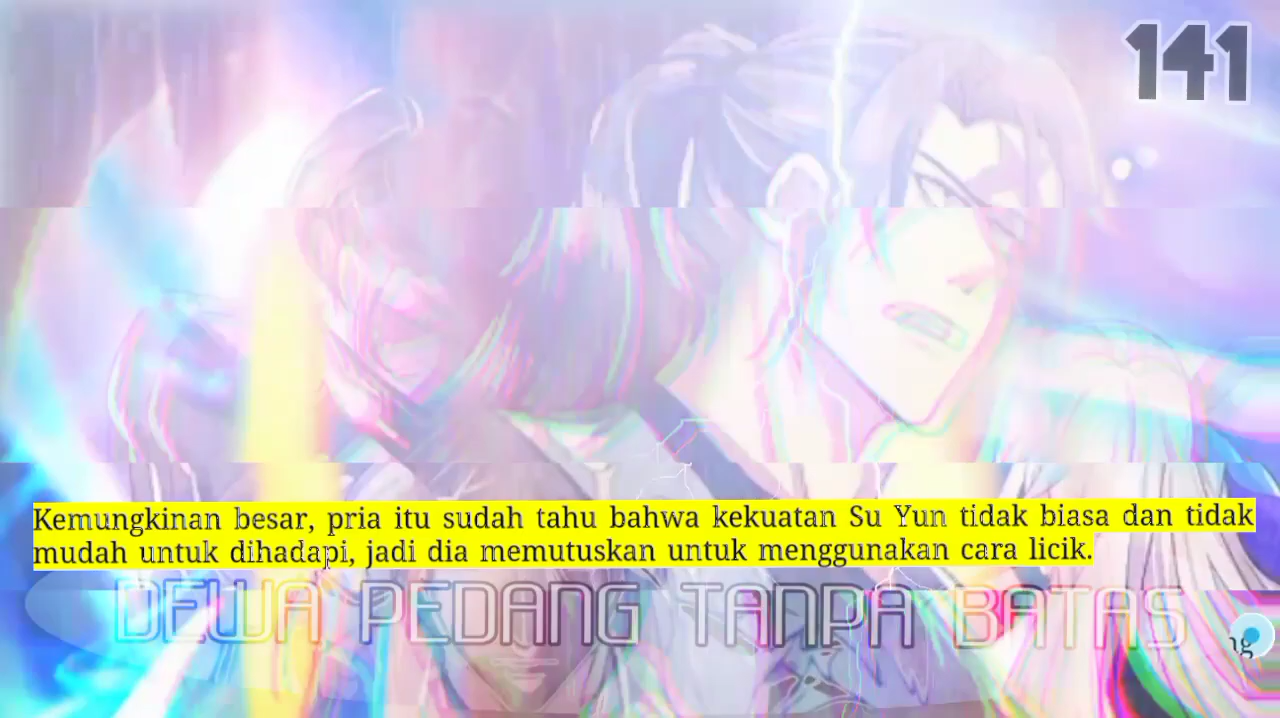 141
Kemungkinan besar, pria itu sudah tahu bahwa kekuatan Su Yun tidak biasa dan tidak
mudah untuk dihadapi, jadi dia memutuskan untuk menggunakan cara licik.
DEWA PEDANG TANPA BATAS